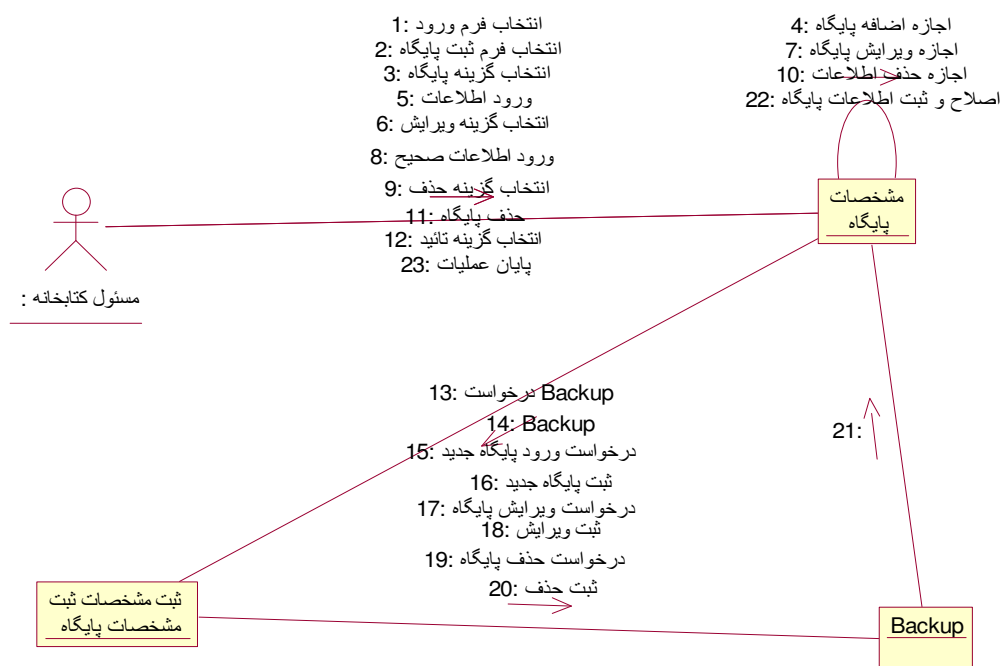 انتخاب فرم ورود :1
انتخاب فرم ثبت پایگاه :2
انتخاب گزینه پایگاه :3
ورود اطلاعات :5
انتخاب گزینه ویرایش :6
ورود اطلاعات صحیح :8
انتخاب گزینه حذف :9
حذف پایگاه :11
انتخاب گزینه تائید :12
پایان عملیات :23
اجازه اضافه پایگاه :4
اجازه ویرایش پایگاه :7
اجازه حذف اطلاعات :10
اصلاح و ثبت اطلاعات پایگاه :22
مشخصات
پایگاه
مسئول کتابخانه :
درخواست Backup :13
14: Backup
درخواست ورود پایگاه جدید :15
ثبت پایگاه جدید :16
درخواست ویرایش پایگاه :17
ثبت ویرایش :18
درخواست حذف پایگاه :19
ثبت حذف :20
21:
ثبت مشخصات ثبت
مشخصات پایگاه
Backup